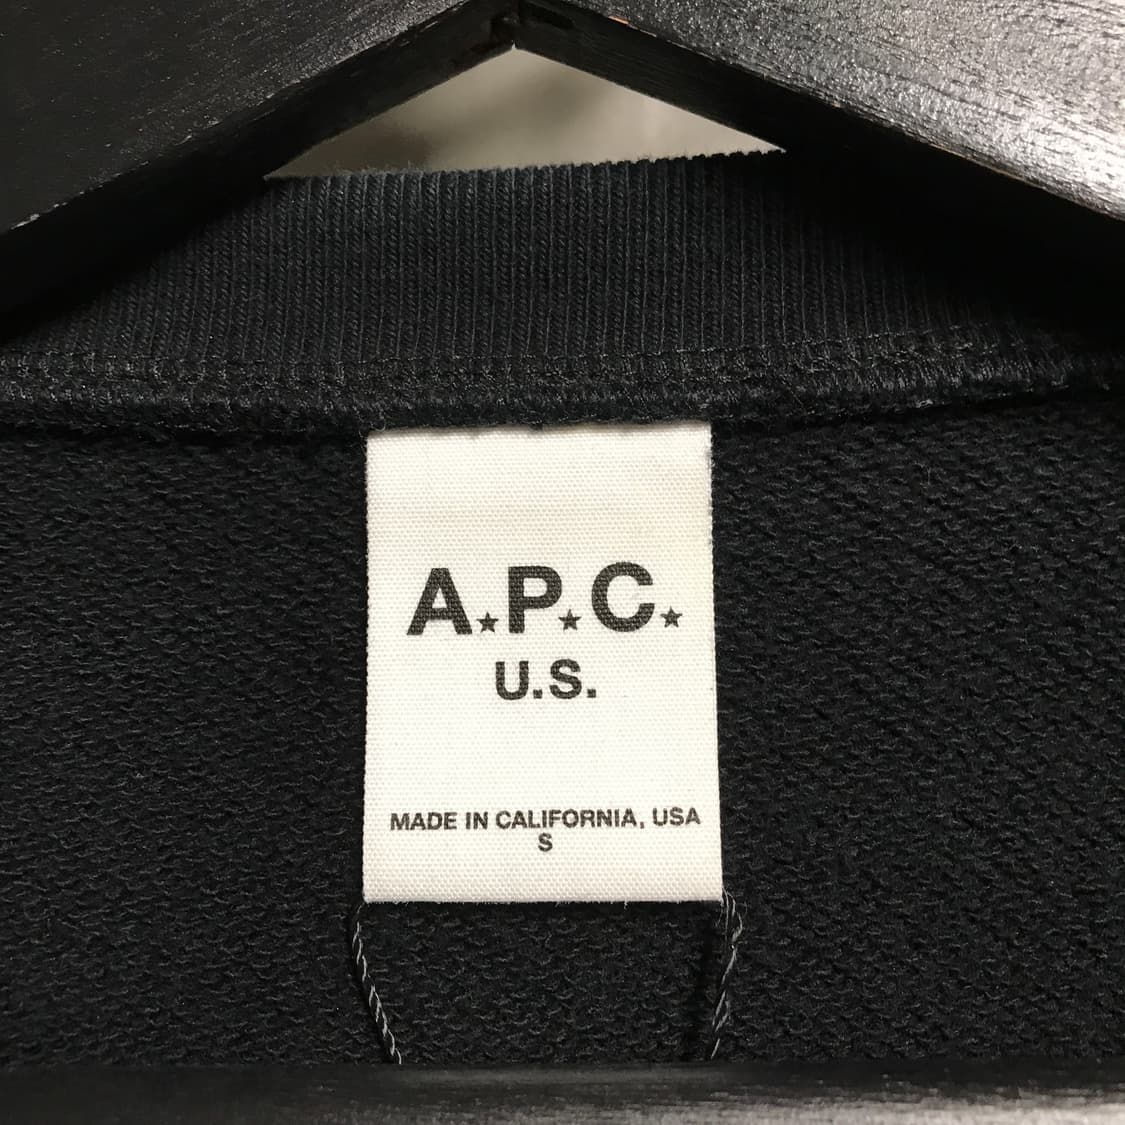 A★P★C★
U.S.
MADE IN CALIFORNIA, USA
S